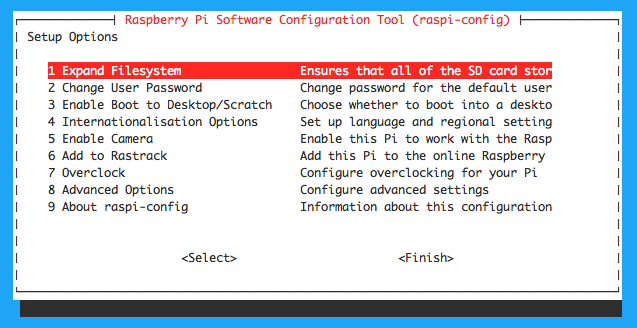 Raspberry Pi Software Configuration Tool (raspi-config)
Setup Options
1 Expand Filesystem Ensures that all of the SD card stor
2 Change User Password Change password for the default user
3 Enable Boot to Desktop/Scratch Choose whether to boot into a deskto
4 Internationalisation Options Set up language and regional setting
5 Enable Camera Enable this Pi to work with the Rasp
6 Add to Rastrack Add this Pi to the online Raspberry
7 Overclock Configure overclocking for your Pi
8 Advanced Options Configure advanced settings
9 About raspi-config Information about this configuration
<Select> <Finish>